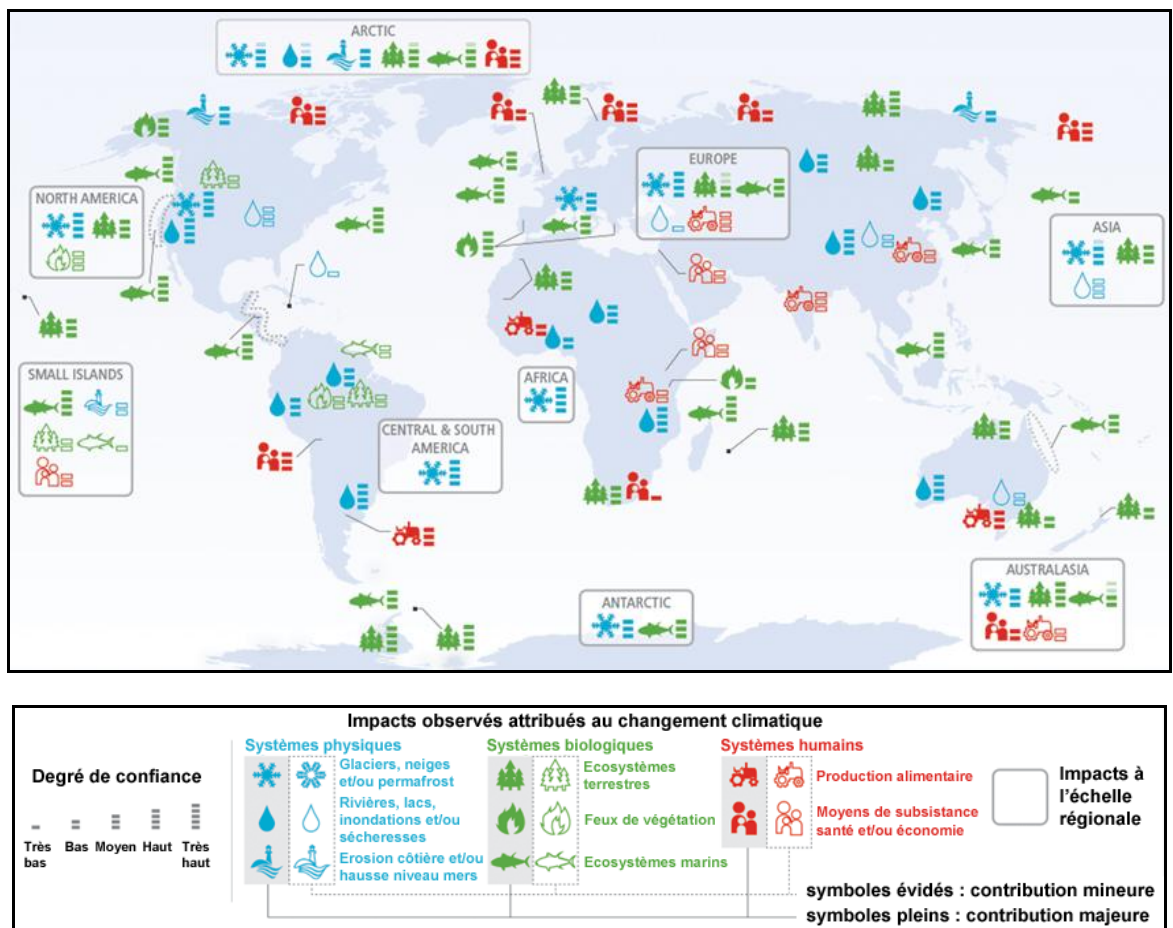 ARCTIC
EUROPE
NORTH AMERICA
ASIA
SMALL ISLANDS
AFRICA
CENTRAL & SOUTH
AMERICA
ANTARCTIC
AUSTRALASIA
Impacts observés attribués au changement climatique
Degré de confiance
Très
bas
Bas
Moyen
Haut
Très
haut
Systèmes physiques
Glaciers, neiges
et/ou permafrost
Rivières, lacs,
inondations et/ou
sécheresses
Erosion côtière et/ou
hausse niveau mers
Systèmes biologiques
Ecosystèmes
terrestres
Feux de végétation
Ecosystèmes marins
Systèmes humains
Production alimentaire
Moyens de subsistance
santé et/ou économie
Impacts à
l'échelle
régionale
symboles évidés : contribution mineure
symboles pleins : contribution majeure